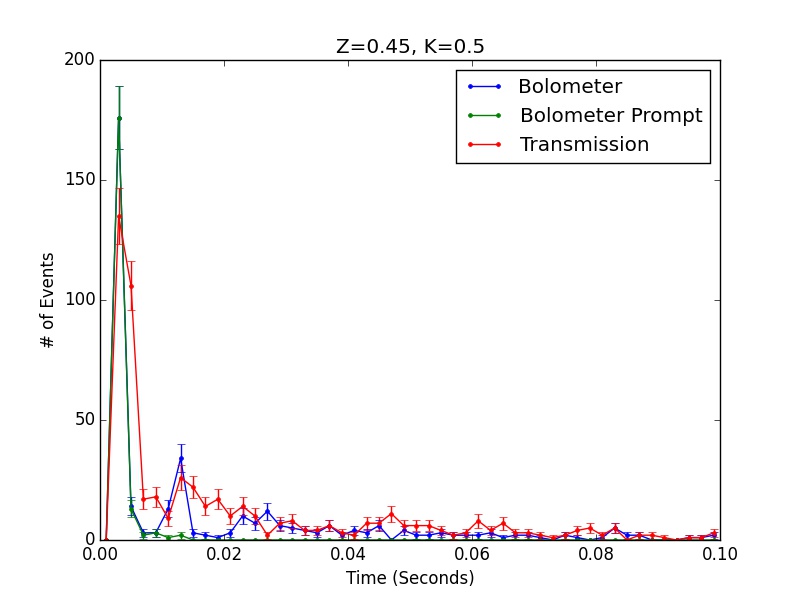 Z=0.45, K=0.5
200
150
100
50
0
# of Events
Bolometer
Bolometer Prompt
Transmission
0.00 0.02 0.04 0.06 0.08 0.10
Time (Seconds)